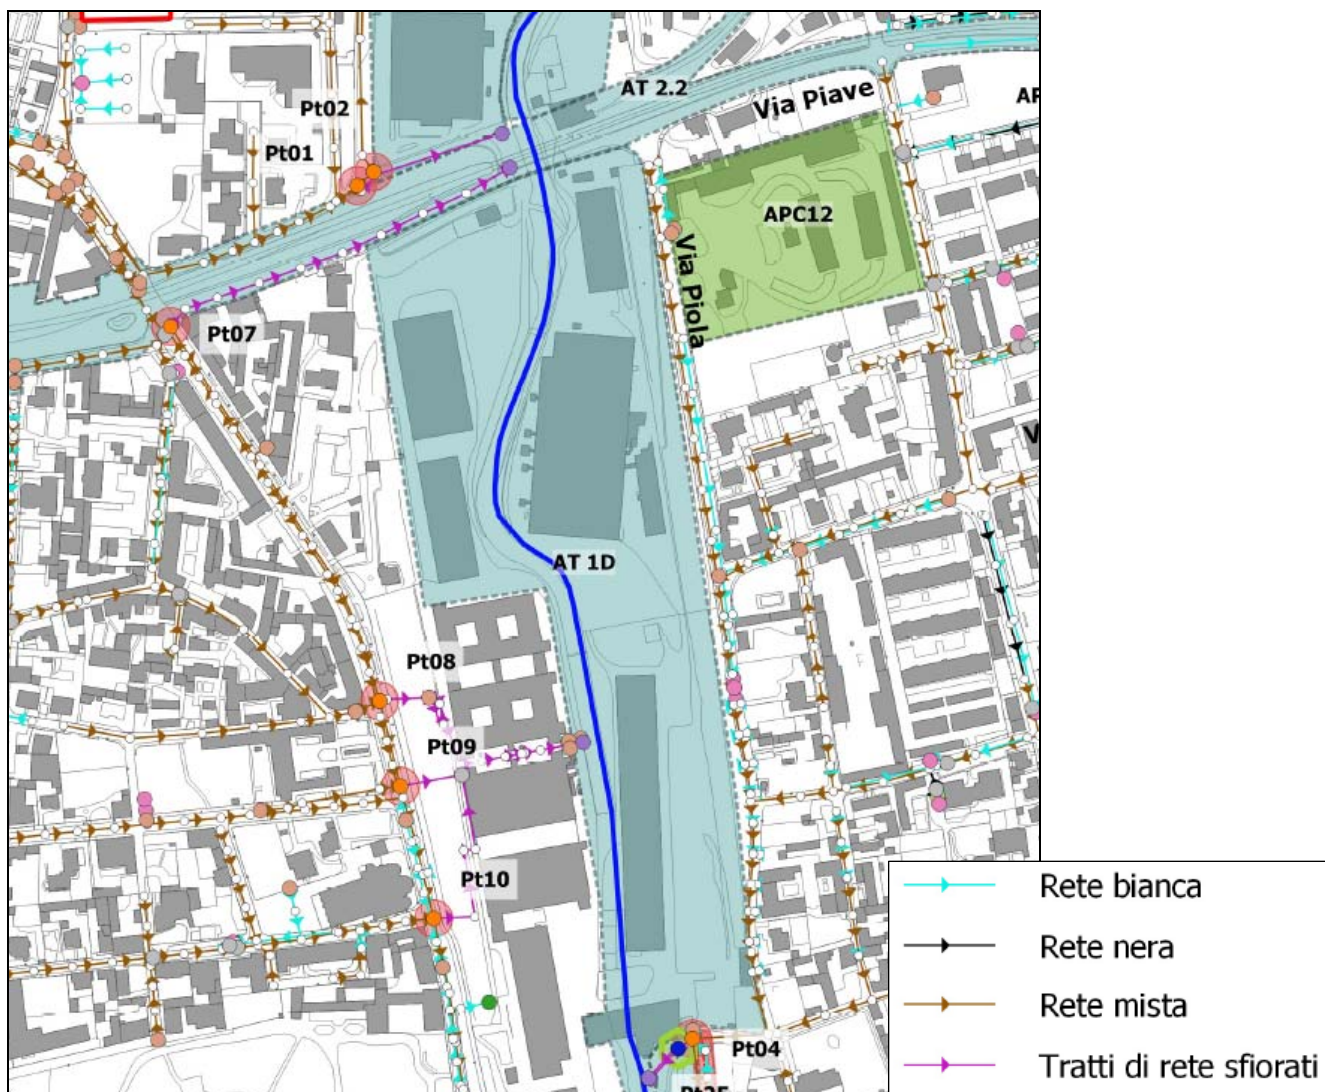 AT 2.2
Via Piave
Pt02
Pt01
APC12
Via Piola
Pt07
AT 1D
Pt08
Pt09
Pt10
Pt04
Rete bianca
Rete nera
Rete mista
Tratti di rete sfiorati